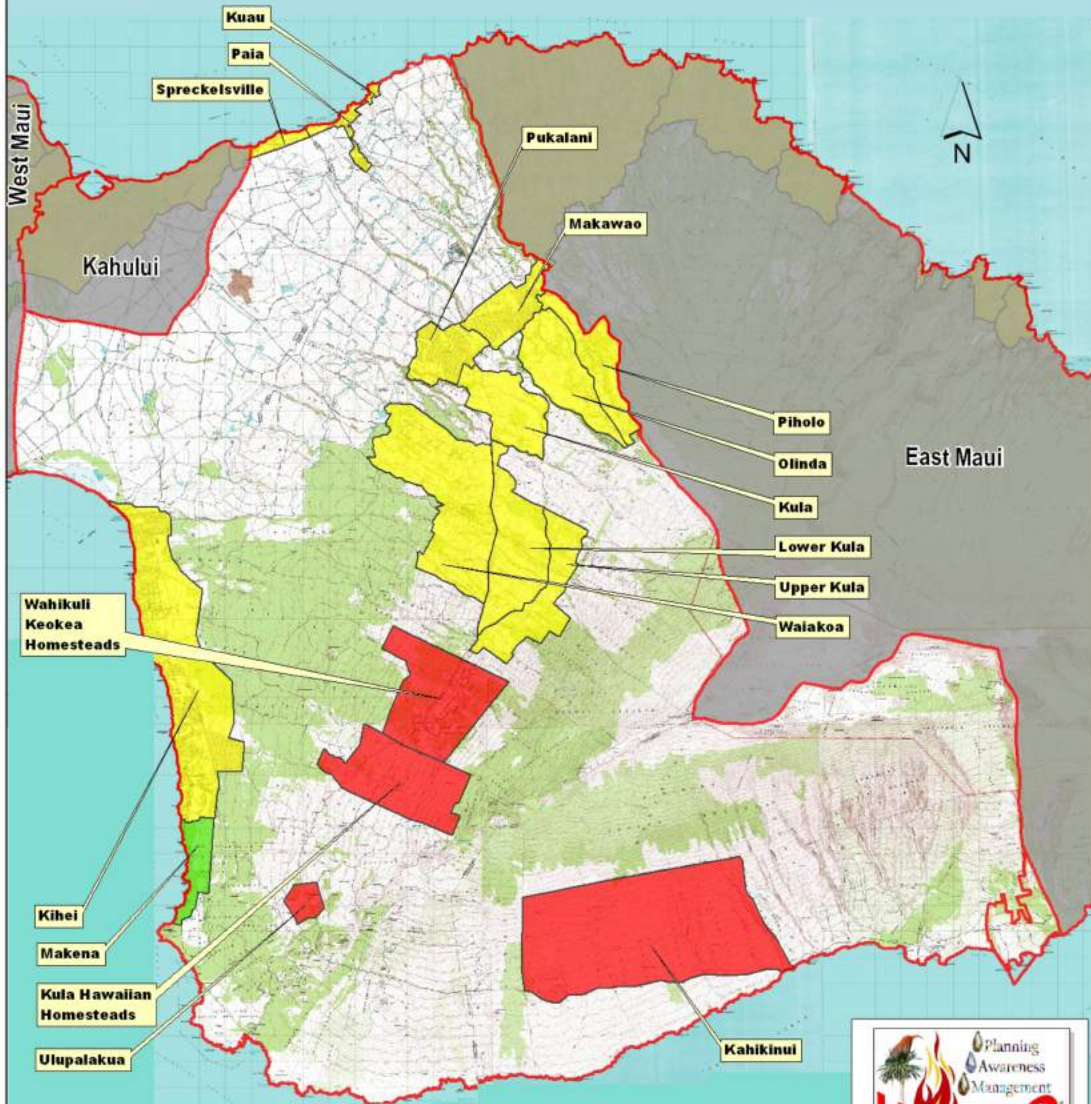 Kuau
Paia
Spreckelsville
Pukalani
Makawao
West Maui
N
Kahului
Piholo
Olinda
East Maui
Kula
Lower Kula
Upper Kula
Waiakoa
Wahikuli
Keokea
Homesteads
Kihei
Makena
Kula Hawaiian
Homesteads
Ulupalakua
Kahikinui
Planning
Awareness
Management